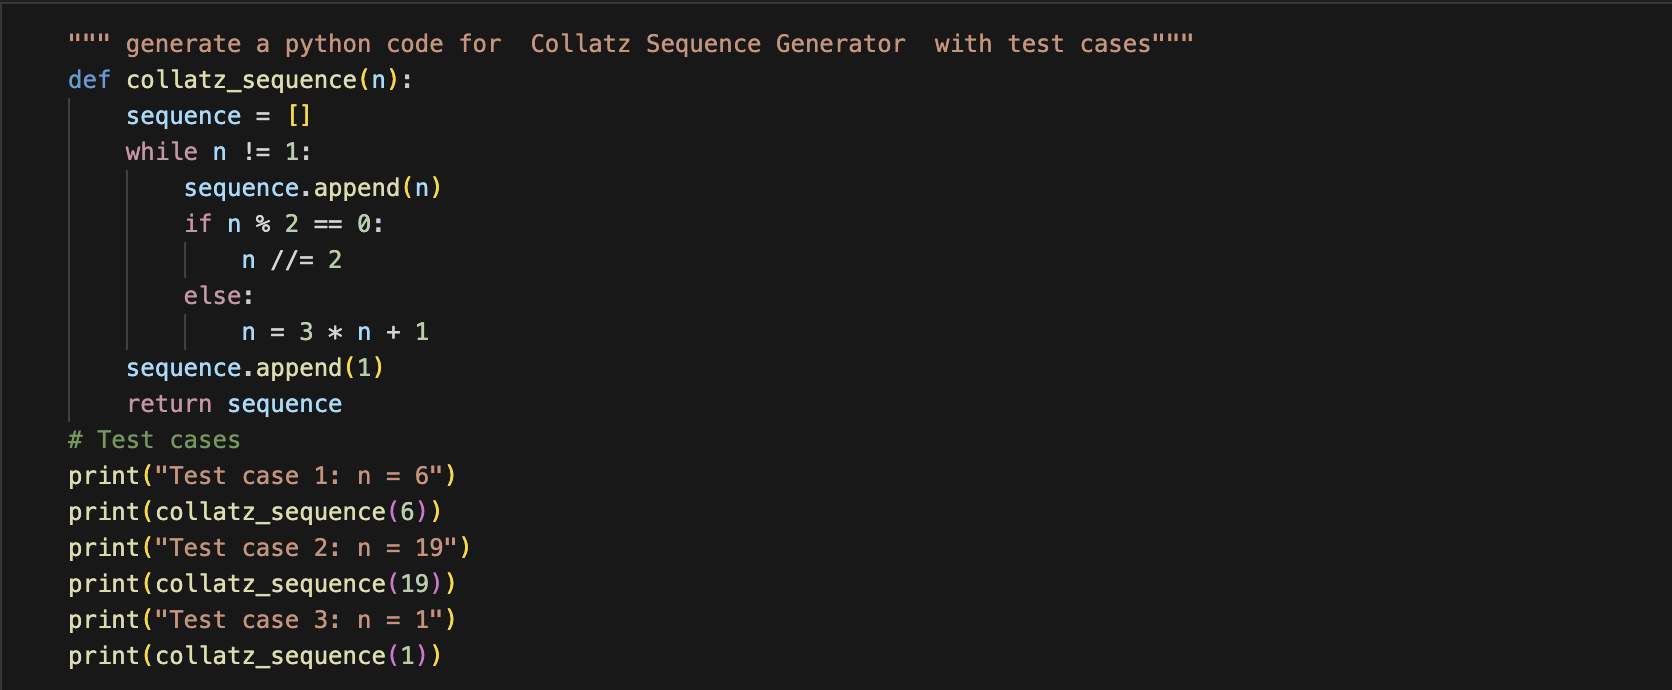 """ generate a python code for  Collatz Sequence Generator  with test cases"""
def collatz_sequence(n):
    sequence = []
    while n != 1:
        sequence.append(n)
        if n % 2 == 0:
            n //= 2
        else:
            n = 3 * n + 1
    sequence.append(1)
    return sequence
# Test cases
print("Test case 1: n = 6")
print(collatz_sequence(6))
print("Test case 2: n = 19")
print(collatz_sequence(19))
print("Test case 3: n = 1")
print(collatz_sequence(1))